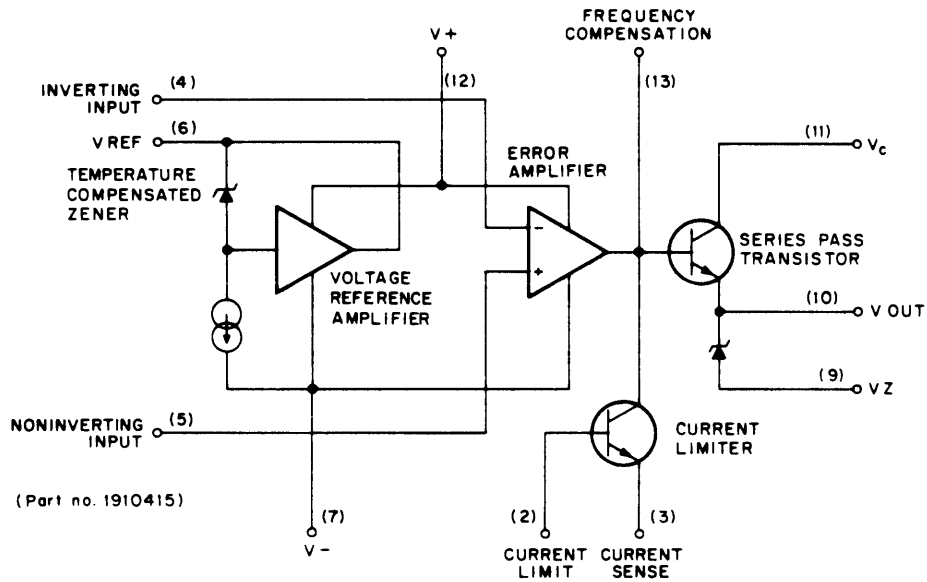 FREQUENCY
COMPENSATION
V+
(12)
(13)
(4)
INVERTING
INPUT
(6)
V REF
(11)
Vc
ERROR
AMPLIFIER
TEMPERATURE
COMPENSATED
ZENER
-
+
SERIES PASS
TRANSISTOR
VOLTAGE
REFERENCE
AMPLIFIER
(10)
V OUT
(9)
VZ
(5)
NONINVERTING
INPUT
CURRENT
LIMITER
(Part no. 1910415)
(7)
V-
(2)
(3)
CURRENT
LIMIT
CURRENT
SENSE